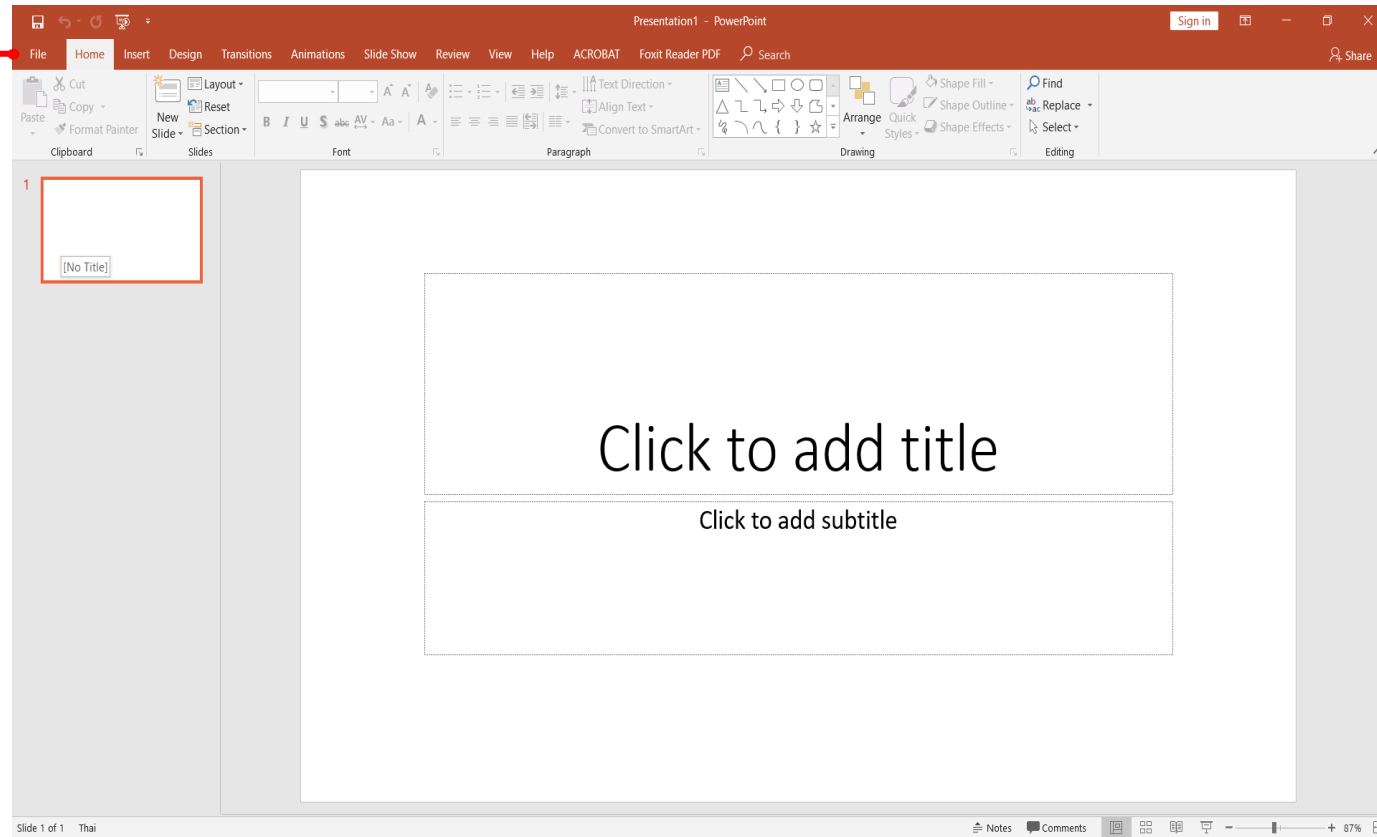 Presentation1 - PowerPoint
Sign in
File Home Insert Design Transitions Animations Slide Show Review View Help ACROBAT Foxit Reader PDF Search
Share
Paste
Cut
Copy
Format Painter
Clipboard
New
Slide
Layout
Reset
Section
Slides
B I U S abc AV Aa A
Font
Text Direction
Align Text
Convert to SmartArt
Paragraph
Arrange
Quick
Styles
Shape Fill
Shape Outline
Shape Effects
Drawing
Find
Replace
Select
Editing
1
[No Title]
Click to add title
Click to add subtitle
Slide 1 of 1 Thai
Notes Comments
87%